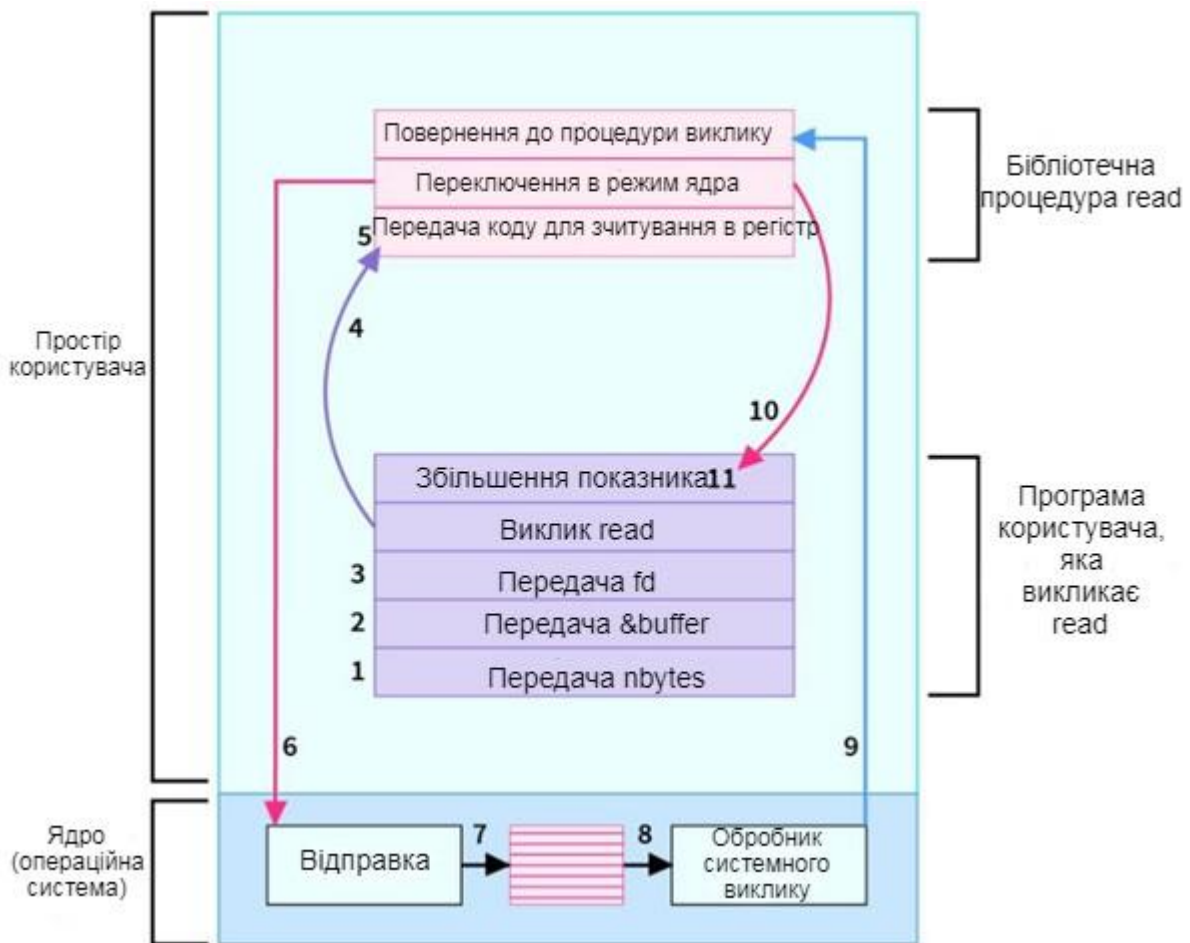 Повернення до процедури виклику
Переключення в режим ядра
5
Передача коду для зчитування в регістр
Бібліотечна
процедура read
4
Простір
користувача
10
Збільшення показника 11
Виклик read
3
Передача fd
2
Передача &buffer
1
Передача nbytes
Програма
користувача,
яка
викликає
read
6
9
Ядро
(операційна
система)
Відправка
7
8
Обробник
системного
виклику